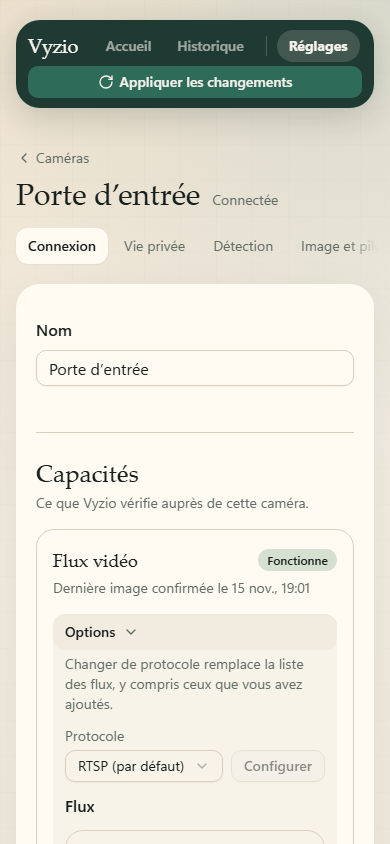 Vyzio Accueil Historique Réglages
Appliquer les changements
Caméras
Porte d’entrée Connectée
Connexion Vie privée Détection Image et
Nom
Porte d’entrée
Capacités
Ce que Vyzio vérifie auprès de cette caméra.
Flux vidéo Fonctionne
Dernière image confirmée le 15 nov., 19:01
Options
Changer de protocole remplace la liste
des flux, y compris ceux que vous avez
ajoutés.
Protocole
RTSP (par défaut) Configurer
Flux